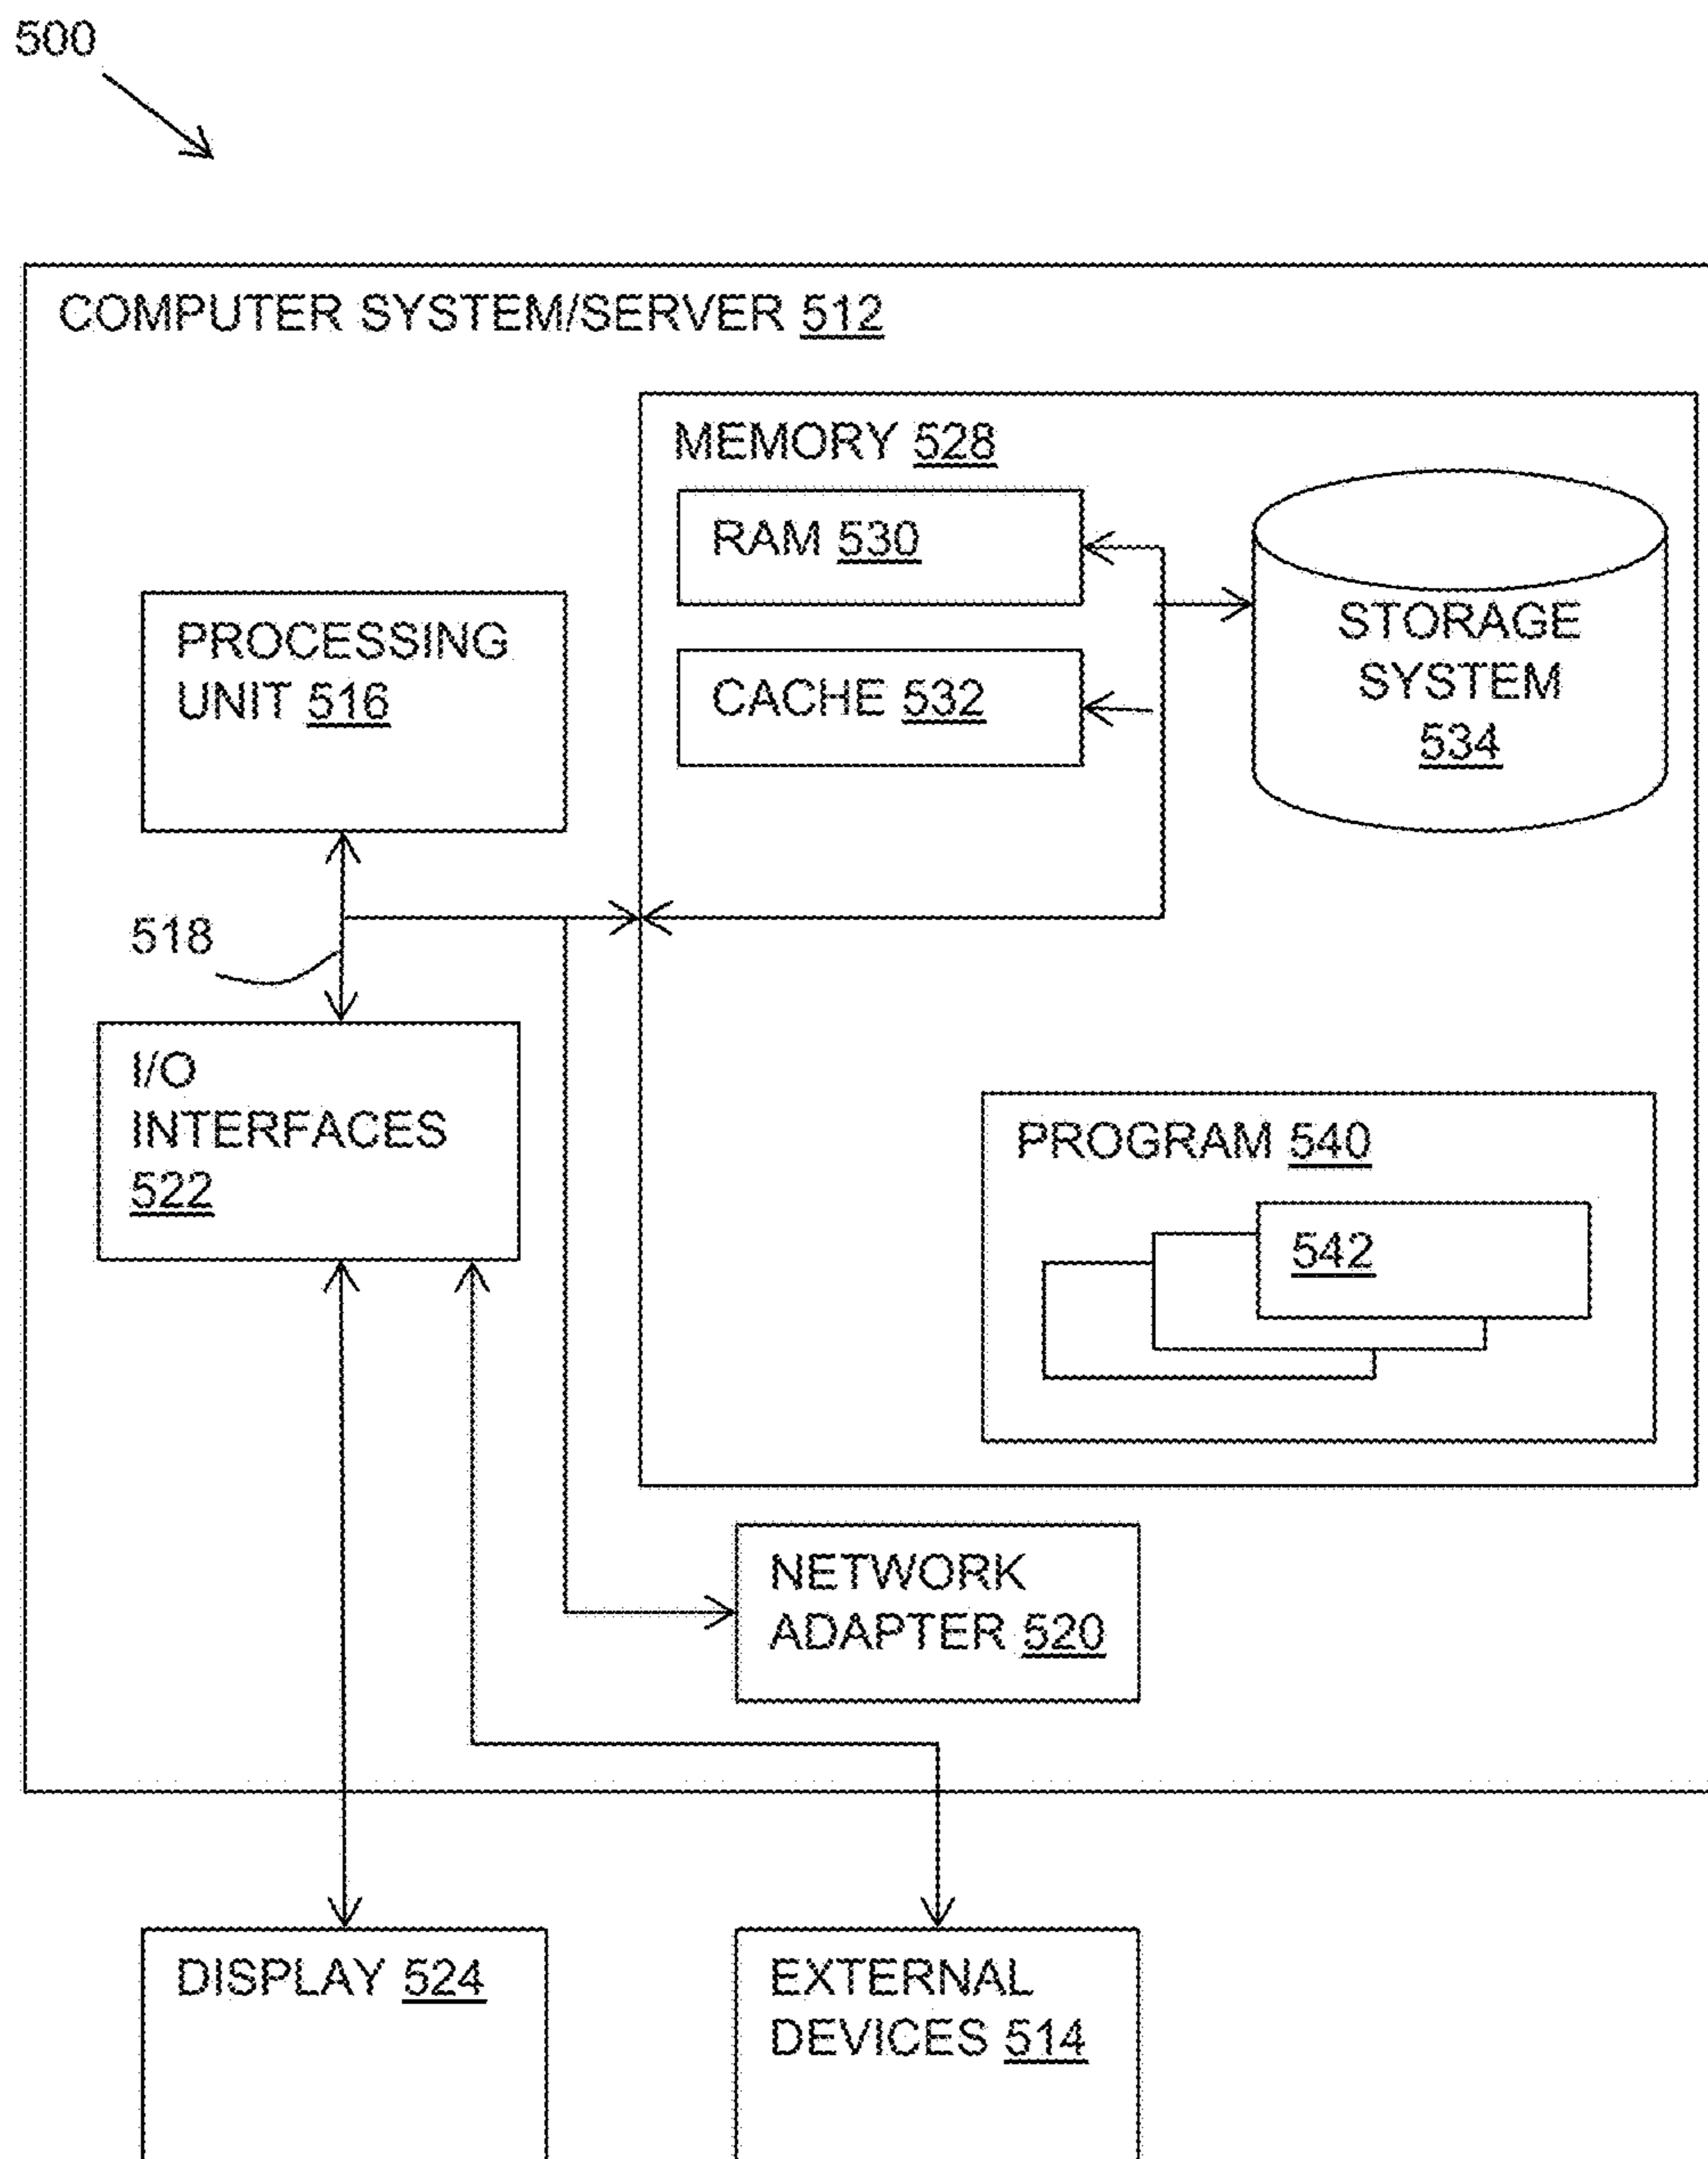 500
COMPUTER SYSTEM/SERVER 512
MEMORY 528
RAM 530
CACHE 532
STORAGE
SYSTEM
534
PROCESSING
UNIT 516
518
I/O
INTERFACES
522
PROGRAM 540
542
NETWORK
ADAPTER 520
DISPLAY 524
EXTERNAL
DEVICES 514